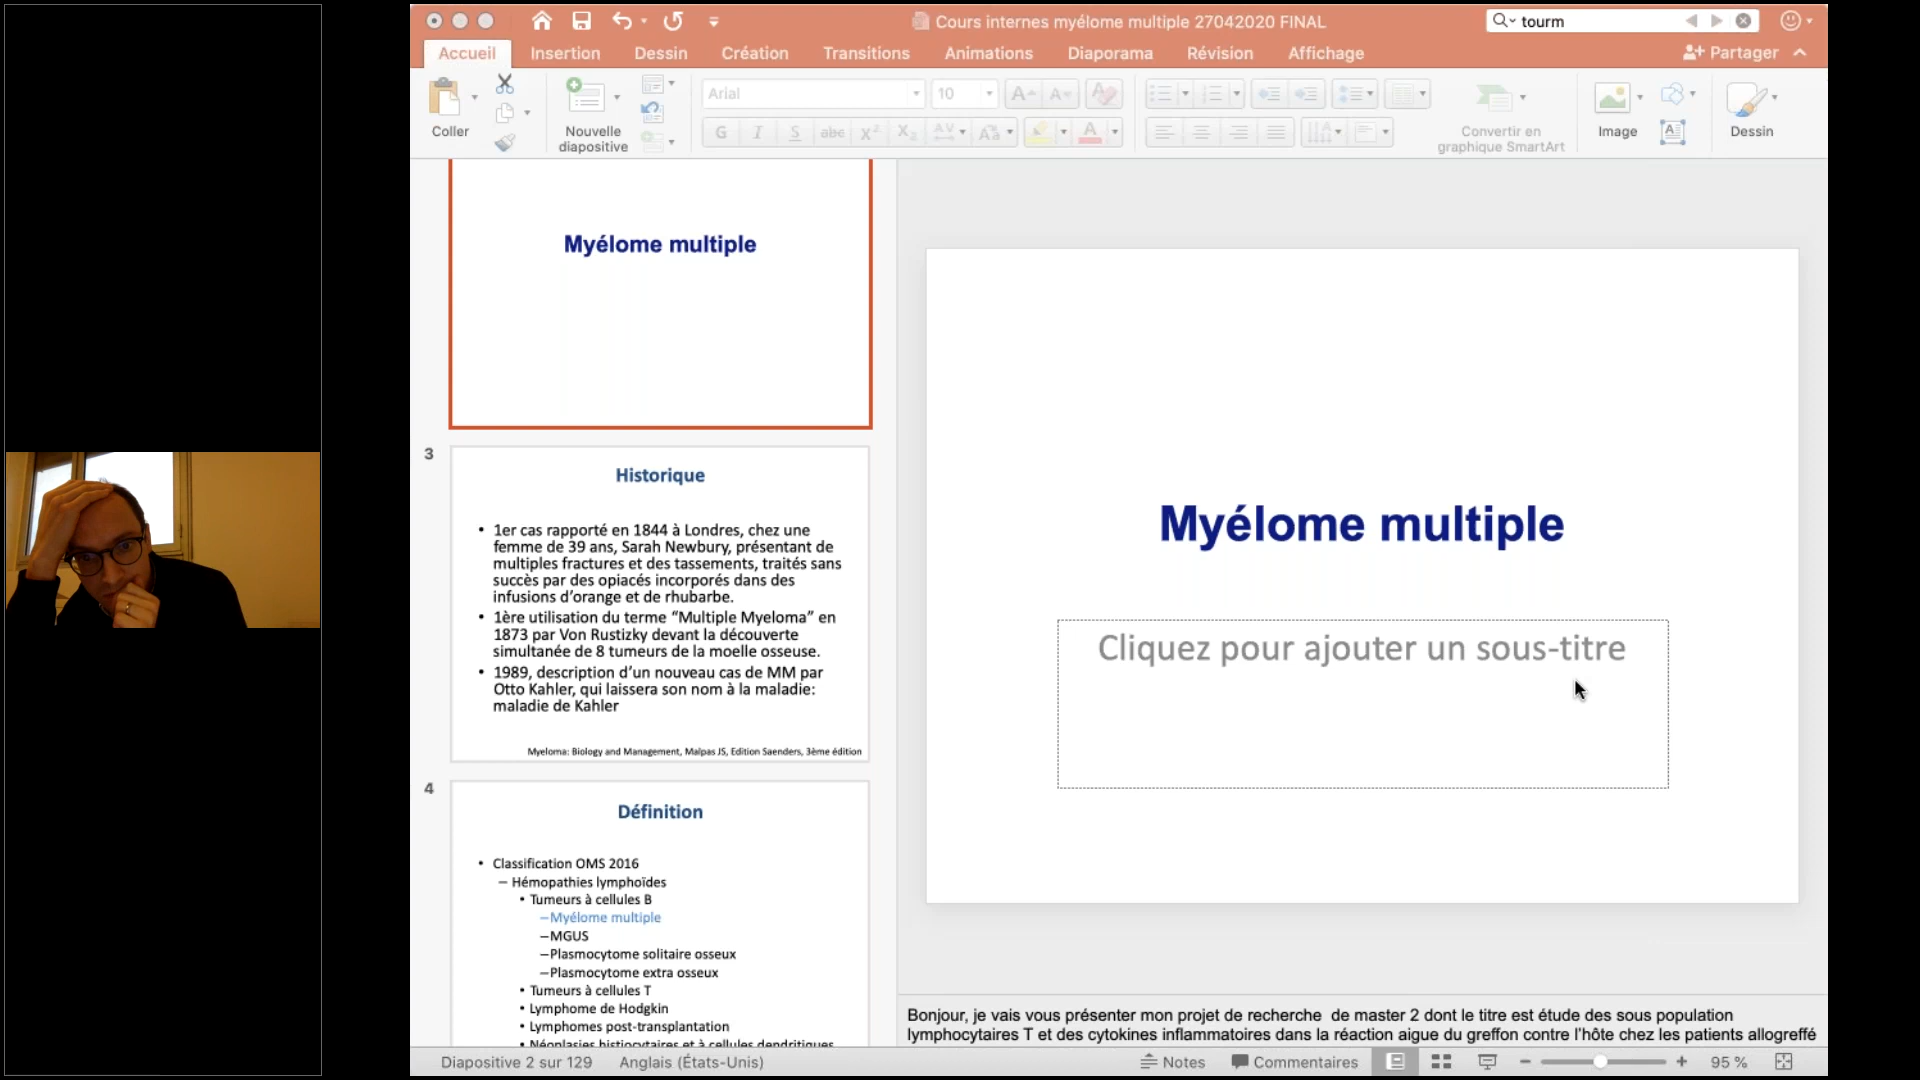 Cours internes myélome multiple 27042020 FINAL
tourm
Accueil
Insertion
Dessin
Création
Transitions
Animations
Diaporama
Révision
Affichage
Partager
Coller
Nouvelle
diapositive
Arial
10
Convertir en
graphique SmartArt
Image
Dessin
Myélome multiple
3
Historique
• 1er cas rapporté en 1844 à Londres, chez une
femme de 39 ans, Sarah Newbury, présentant de
multiples fractures et des tassements, traités sans
succès par des opiacés incorporés dans des
infusions d'orange et de rhubarbe.
• 1ère utilisation du terme “Multiple Myeloma” en
1873 par Von Rustizky devant la découverte
simultanée de 8 tumeurs de la moelle osseuse.
• 1989, description d'un nouveau cas de MM par
Otto Kahler, qui laissera son nom à la maladie:
maladie de Kahler
Myeloma: Biology and Management, Malpas JS, Edition Saenders, 3ème édition
4
Définition
• Classification OMS 2016
– Hémopathies lymphoïdes
• Tumeurs à cellules B
–Myélome multiple
–MGUS
–Plasmocytome solitaire osseux
–Plasmocytome extra osseux
• Tumeurs à cellules T
• Lymphome de Hodgkin
• Lymphomes post-transplantation
• Néoplasies histiocytaires et à cellules dendritiques
Myélome multiple
Cliquez pour ajouter un sous-titre
Bonjour, je vais vous présenter mon projet de recherche de master 2 dont le titre est étude des sous population
lymphocytaires T et des cytokines inflammatoires dans la réaction aigue du greffon contre l'hôte chez les patients allogreffé
Diapositive 2 sur 129
Anglais (États-Unis)
Notes
Commentaires
95 %